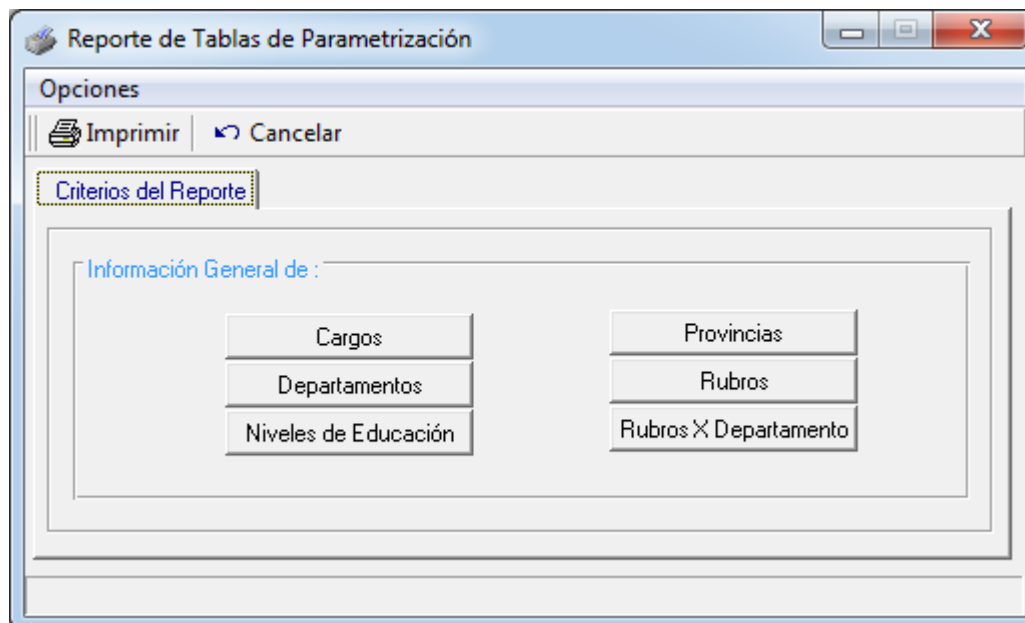 Reporte de Tablas de Parametrización
Opciones
Imprimir Cancelar
Criterios del Reporte
Información General de :
Cargos Provincias
Departamentos Rubros
Niveles de Educación Rubros X Departamento